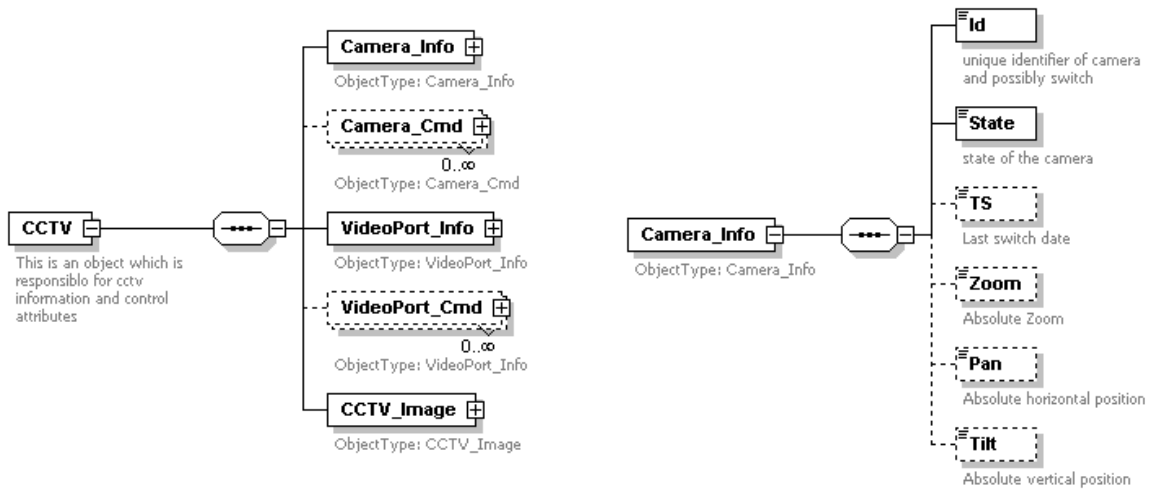 CCTV
This is an object which is
responsiblo for cctv
information and control
attributes
Camera_Info
ObjectType: Camera_Info
Camera_Cmd
0..∞
ObjectType: Camera_Cmd
VideoPort_Info
ObjectType: VideoPort_Info
VideoPort_Cmd
0..∞
ObjectType: VideoPort_Info
CCTV_Image
ObjectType: CCTV_Image
Camera_Info
ObjectType: Camera_Info
Id
unique identifier of camera
and possibly switch
State
state of the camera
TS
Last switch date
Zoom
Absolute Zoom
Pan
Absolute horizontal position
Tilt
Absolute vertical position